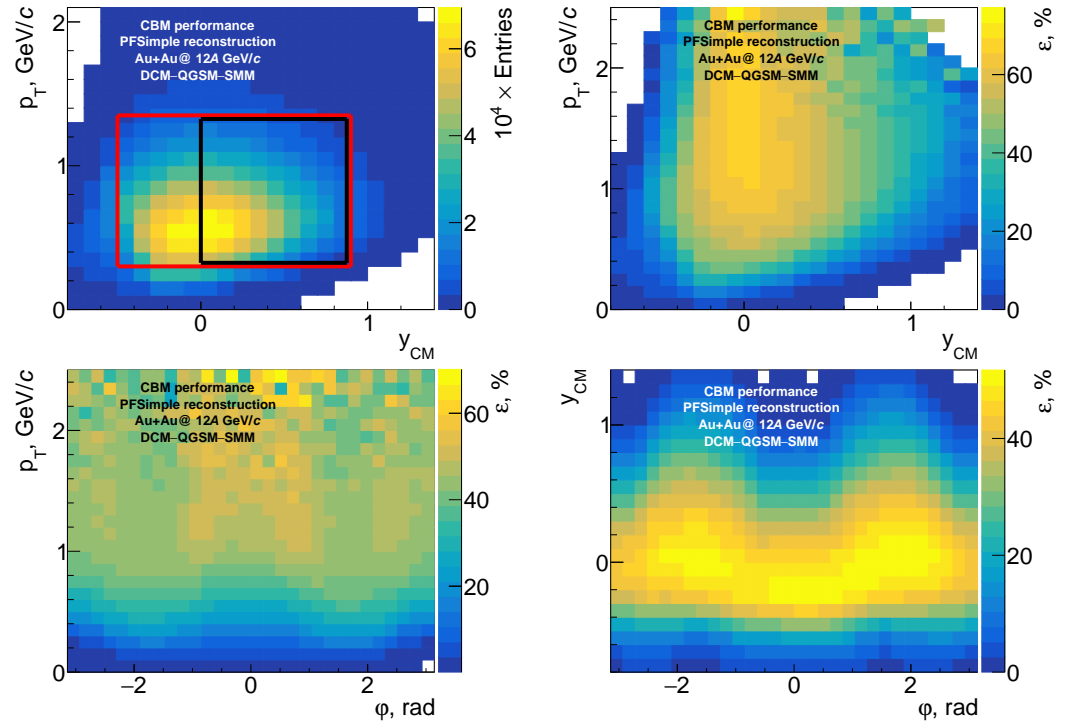 CBM performance
PFSimple reconstruction
Au+Au@ 12A GeV/c
DCM–QGSM–SMM
p_T, GeV/c
2
1
0
0
1
y_CM
6
4
2
0
10^4 × Entries
CBM performance
PFSimple reconstruction
Au+Au@ 12A GeV/c
DCM–QGSM–SMM
p_T, GeV/c
2
1
0
0
1
y_CM
60
40
20
0
ε, %
CBM performance
PFSimple reconstruction
Au+Au@ 12A GeV/c
DCM–QGSM–SMM
p_T, GeV/c
2
1
0
−2
0
2
φ, rad
60
40
20
ε, %
CBM performance
PFSimple reconstruction
Au+Au@ 12A GeV/c
DCM–QGSM–SMM
y_CM
1
0
−2
0
2
φ, rad
40
20
0
ε, %